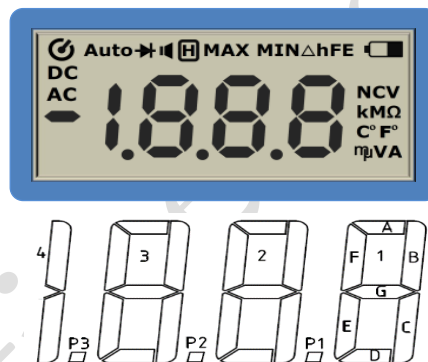 Auto H MAX MIN△hFE
DC
AC
-1.8.8.8
NCV
kMΩ
C° F°
mμVA
4 3 2 A F 1 B
G
E C
P3 P2 P1 D